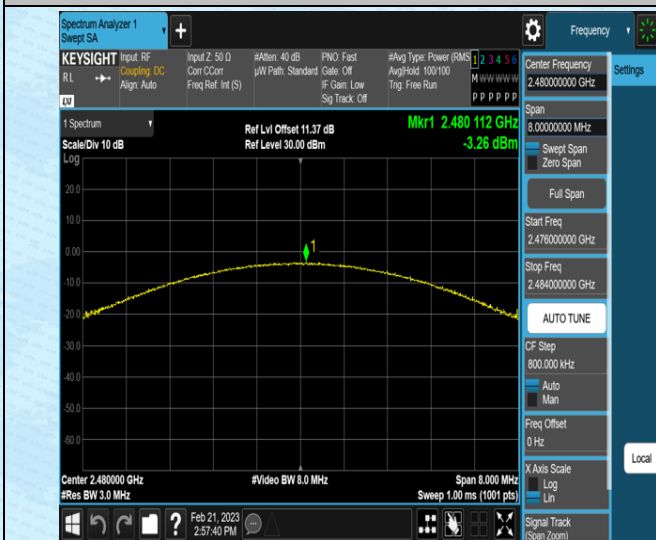 Spectrum Analyzer 1
Swept SA
+
Frequency
KEYSIGHT
RL
LXI
Input: RF
Coupling: DC
Align: Auto
Input Z: 50 Ω
Corr CCorr
Freq Ref: Int (S)
#Atten: 40 dB
µW Path: Standard
PNO: Fast
Gate: Off
IF Gain: Low
Sig Track: Off
#Avg Type: Power (RMS
Avg|Hold: 100/100
Trig: Free Run
1 2 3 4 5 6
M W W W W W
P P P P P P
1 Spectrum
Scale/Div 10 dB
Log
Ref Lvl Offset 11.37 dB
Ref Level 30.00 dBm
Mkr1 2.480 112 GHz
-3.26 dBm
20.0
10.0
0.00
-10.0
-20.0
-30.0
-40.0
-50.0
-60.0
1
Center 2.480000 GHz
#Res BW 3.0 MHz
#Video BW 8.0 MHz
Span 8.000 MHz
Sweep 1.00 ms (1001 pts)
Feb 21, 2023
2:57:40 PM
?
Center Frequency
2.480000000 GHz
Span
8.00000000 MHz
Swept Span
Zero Span
Full Span
Start Freq
2.476000000 GHz
Stop Freq
2.484000000 GHz
AUTO TUNE
CF Step
800.000 kHz
Auto
Man
Freq Offset
0 Hz
X Axis Scale
Log
Lin
Signal Track
(Span Zoom)
Settings
Local